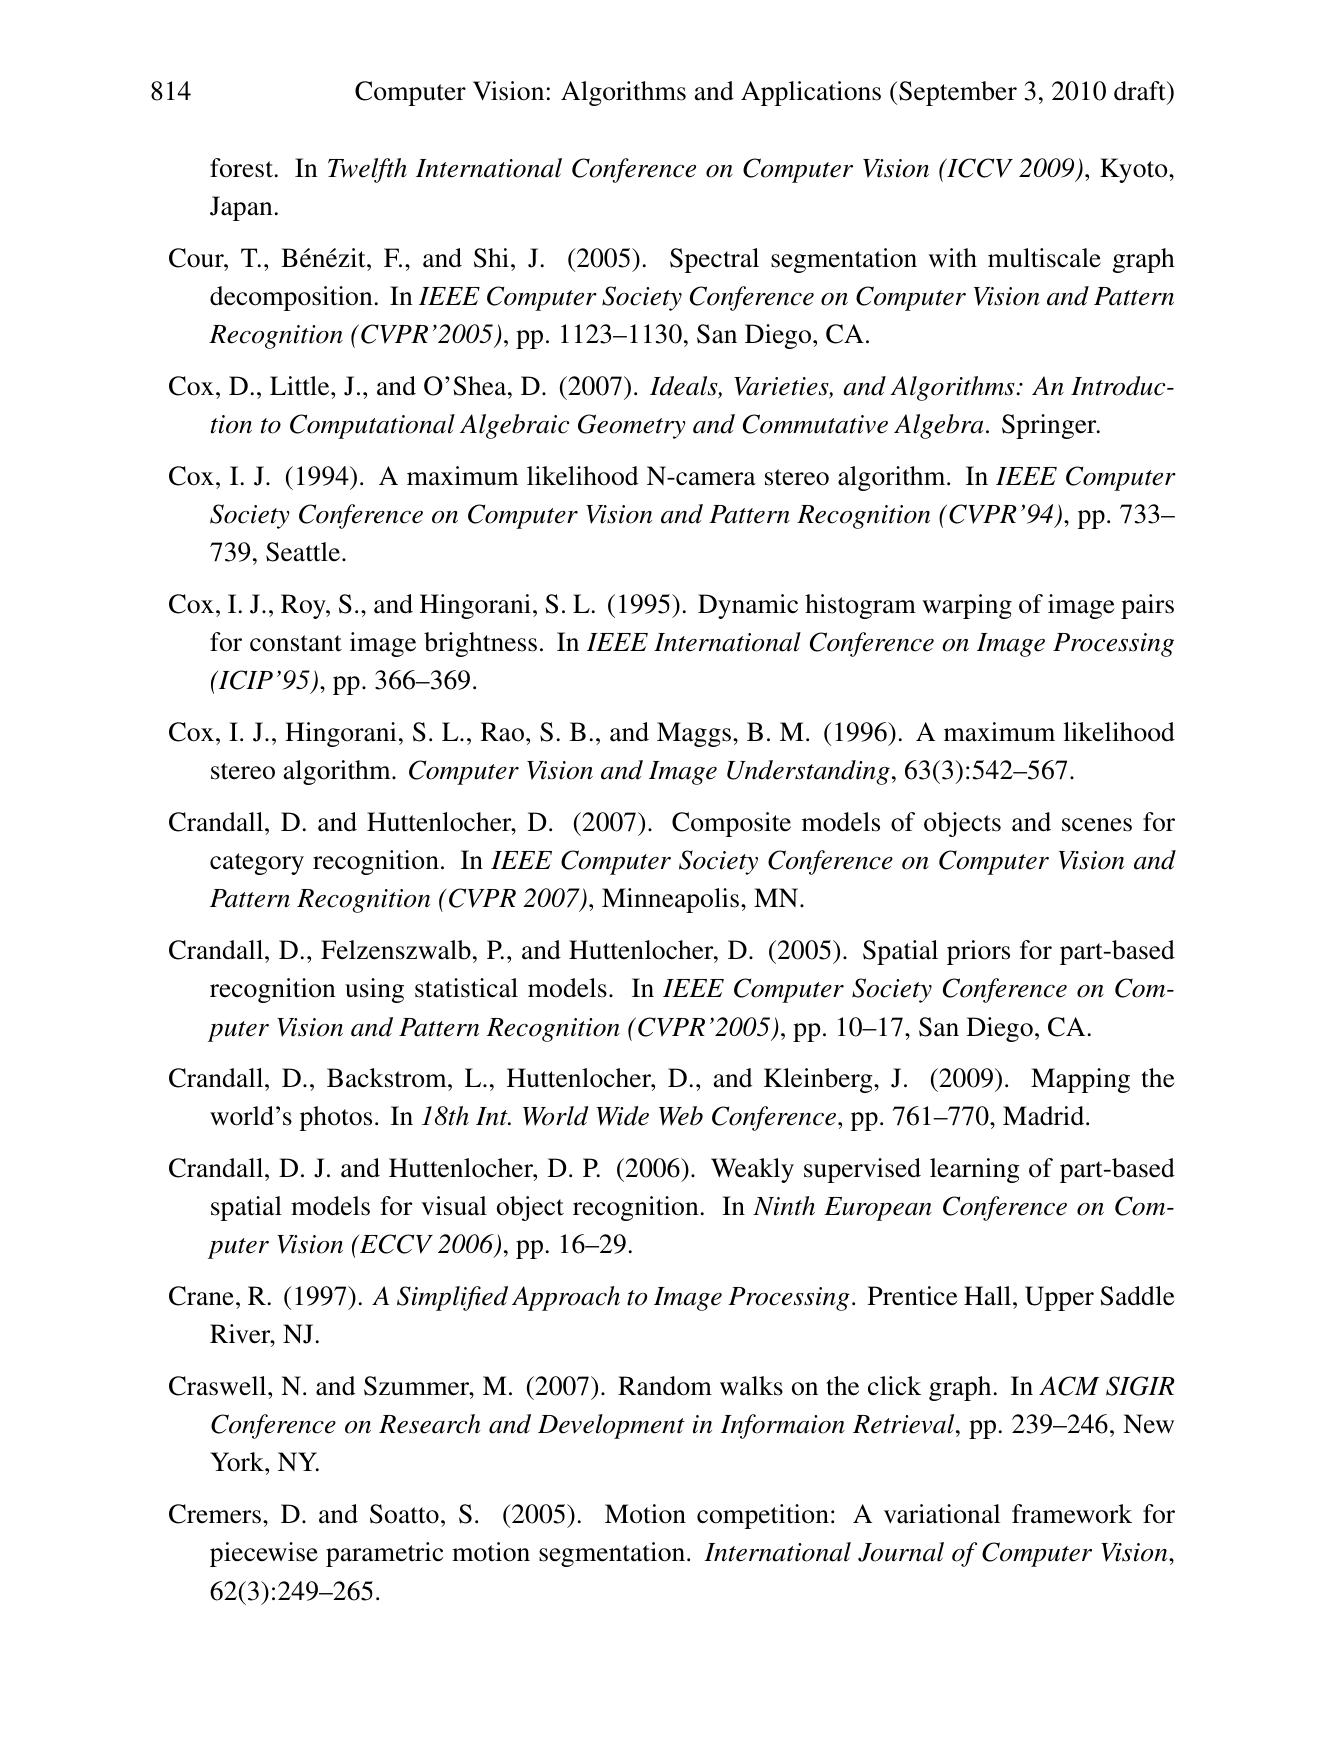 814 Computer Vision: Algorithms and Applications (September 3, 2010 draft)
forest. In Twelfth International Conference on Computer Vision (ICCV 2009), Kyoto,
Japan.
Cour, T., Bénézit, F., and Shi, J. (2005). Spectral segmentation with multiscale graph
decomposition. In IEEE Computer Society Conference on Computer Vision and Pattern
Recognition (CVPR’2005), pp. 1123–1130, San Diego, CA.
Cox, D., Little, J., and O’Shea, D. (2007). Ideals, Varieties, and Algorithms: An Introduc-
tion to Computational Algebraic Geometry and Commutative Algebra. Springer.
Cox, I. J. (1994). A maximum likelihood N-camera stereo algorithm. In IEEE Computer
Society Conference on Computer Vision and Pattern Recognition (CVPR’94), pp. 733–
739, Seattle.
Cox, I. J., Roy, S., and Hingorani, S. L. (1995). Dynamic histogram warping of image pairs
for constant image brightness. In IEEE International Conference on Image Processing
(ICIP’95), pp. 366–369.
Cox, I. J., Hingorani, S. L., Rao, S. B., and Maggs, B. M. (1996). A maximum likelihood
stereo algorithm. Computer Vision and Image Understanding, 63(3):542–567.
Crandall, D. and Huttenlocher, D. (2007). Composite models of objects and scenes for
category recognition. In IEEE Computer Society Conference on Computer Vision and
Pattern Recognition (CVPR 2007), Minneapolis, MN.
Crandall, D., Felzenszwalb, P., and Huttenlocher, D. (2005). Spatial priors for part-based
recognition using statistical models. In IEEE Computer Society Conference on Com-
puter Vision and Pattern Recognition (CVPR’2005), pp. 10–17, San Diego, CA.
Crandall, D., Backstrom, L., Huttenlocher, D., and Kleinberg, J. (2009). Mapping the
world’s photos. In 18th Int. World Wide Web Conference, pp. 761–770, Madrid.
Crandall, D. J. and Huttenlocher, D. P. (2006). Weakly supervised learning of part-based
spatial models for visual object recognition. In Ninth European Conference on Com-
puter Vision (ECCV 2006), pp. 16–29.
Crane, R. (1997). A Simplified Approach to Image Processing. Prentice Hall, Upper Saddle
River, NJ.
Craswell, N. and Szummer, M. (2007). Random walks on the click graph. In ACM SIGIR
Conference on Research and Development in Informaion Retrieval, pp. 239–246, New
York, NY.
Cremers, D. and Soatto, S. (2005). Motion competition: A variational framework for
piecewise parametric motion segmentation. International Journal of Computer Vision,
62(3):249–265.